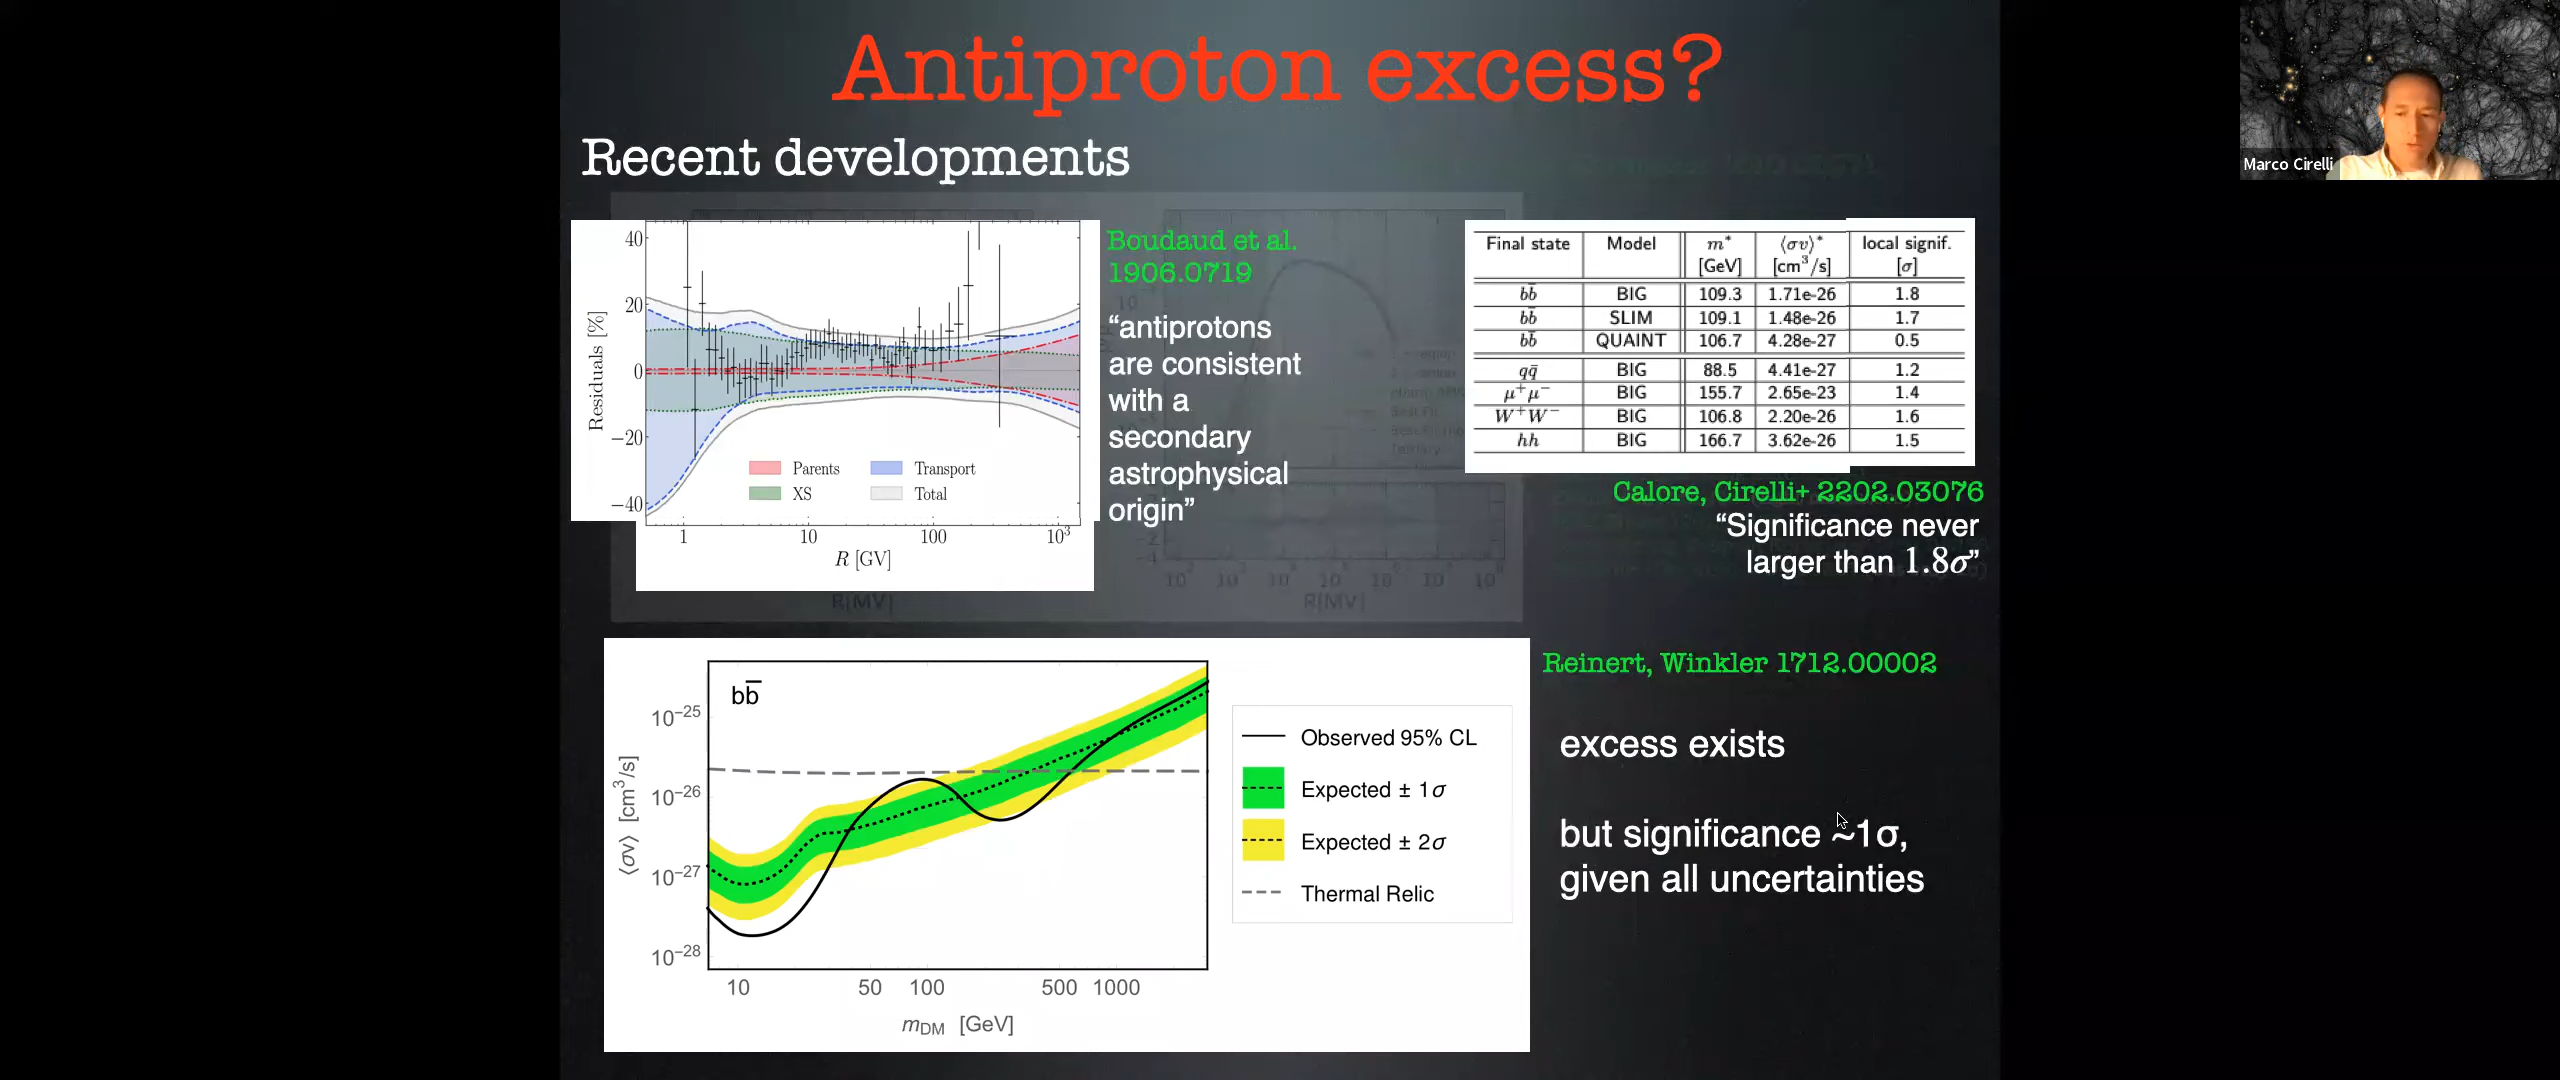 Antiproton excess?
Recent developments
Marco Cirelli
40
20
0
−20
−40
Residuals [%]
Parents
Transport
XS
Total
1
10
100
10³
R [GV]
Boudaud et al.
1906.0719
“antiprotons
are consistent
with a
secondary
astrophysical
origin”
Final state Model m* ⟨σv⟩* local signif.
[GeV] [cm³/s] [σ]
bb̄ BIG 109.3 1.71e-26 1.8
bb̄ SLIM 109.1 1.48e-26 1.7
bb̄ QUAINT 106.7 4.28e-27 0.5
qq̄ BIG 88.5 4.41e-27 1.2
μ⁺μ⁻ BIG 155.7 2.65e-23 1.4
W⁺W⁻ BIG 106.8 2.20e-26 1.6
hh BIG 166.7 3.62e-26 1.5
Calore, Cirelli+ 2202.03076
“Significance never
larger than 1.8σ”
10² 10³ 10⁶ 10⁶
R[MV]
R[MV]
bb̄
10⁻²⁵
10⁻²⁶
10⁻²⁷
10⁻²⁸
⟨σv⟩ [cm³/s]
10
50
100
500
1000
m_DM [GeV]
Observed 95% CL
Expected ± 1σ
Expected ± 2σ
Thermal Relic
Reinert, Winkler 1712.00002
excess exists
but significance ~1σ,
given all uncertainties